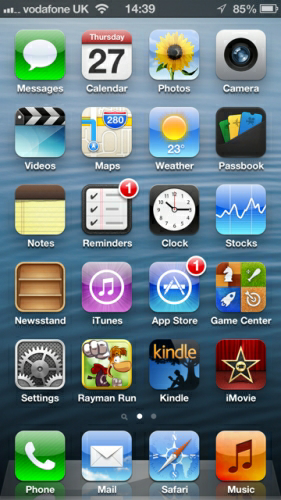 vodafone UK 14:39 85%
Thursday
27
280
23°
Messages Calendar Photos Camera
Videos Maps Weather Passbook
1
Notes Reminders Clock Stocks
1
Newsstand iTunes App Store Game Center
kindle
Settings Rayman Run Kindle iMovie
Phone Mail Safari Music